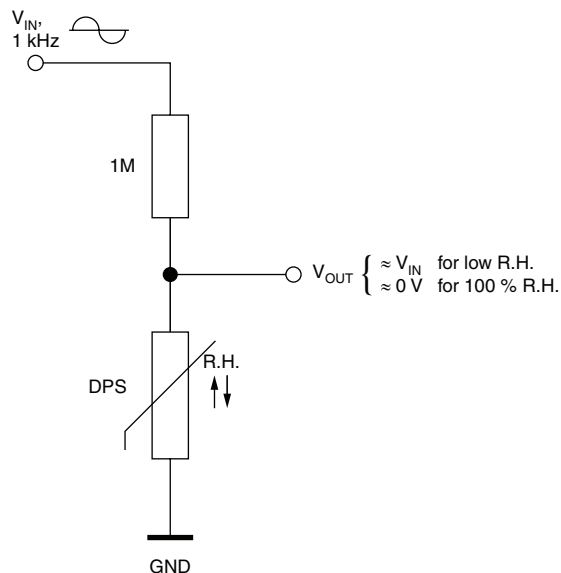 V_IN,
1 kHz
1M
V_OUT { ≈ V_IN for low R.H.
≈ 0 V for 100 % R.H.
R.H.
DPS
GND